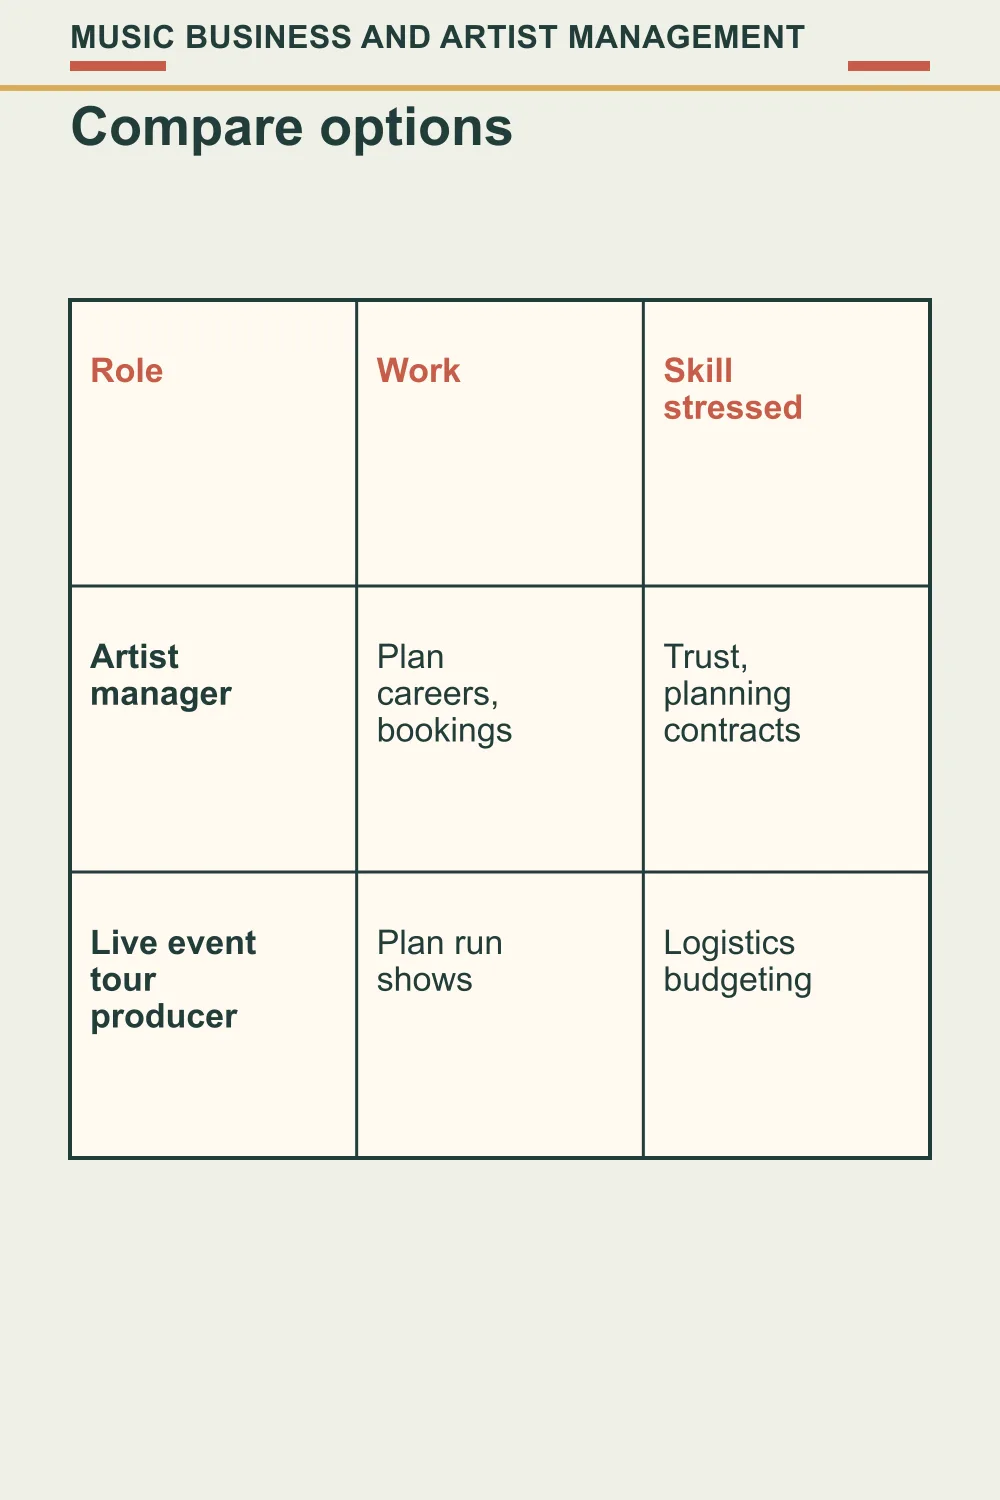 MUSIC BUSINESS AND ARTIST MANAGEMENT
Compare options
Role
Work
Skill
stressed
Artist
manager
Plan
careers,
bookings
Trust,
planning
contracts
Live event
tour
producer
Plan run
shows
Logistics
budgeting